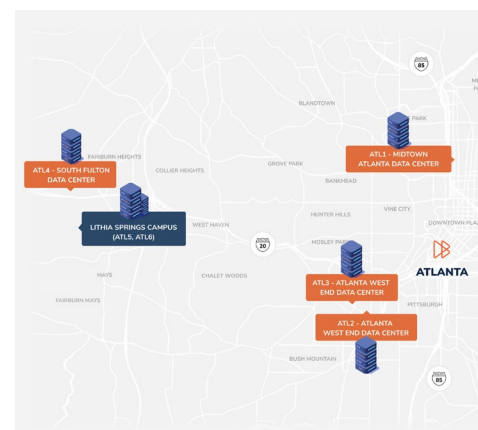 85
BLANDTOWN
PARK
ATL1 - MIDTOWN
ATLANTA DATA CENTER
FAIRBURN HEIGHTS
COLLIER HEIGHTS
GROVE PARK
ATL4 - SOUTH FULTON
DATA CENTER
BANKHEAD
VINE CITY
HUNTER HILLS
LITHIA SPRINGS CAMPUS
(ATL5, ATL6)
WEST HAVEN
DOWNTOWN
20
MOSLEY PARK
ATLANTA
MAYS
CHALET WOODS
ATL3 - ATLANTA WEST
END DATA CENTER
FAIRBURN MAYS
PITTSBURGH
ATL2 - ATLANTA
WEST END DATA CENTER
BUSH MOUNTAIN
85